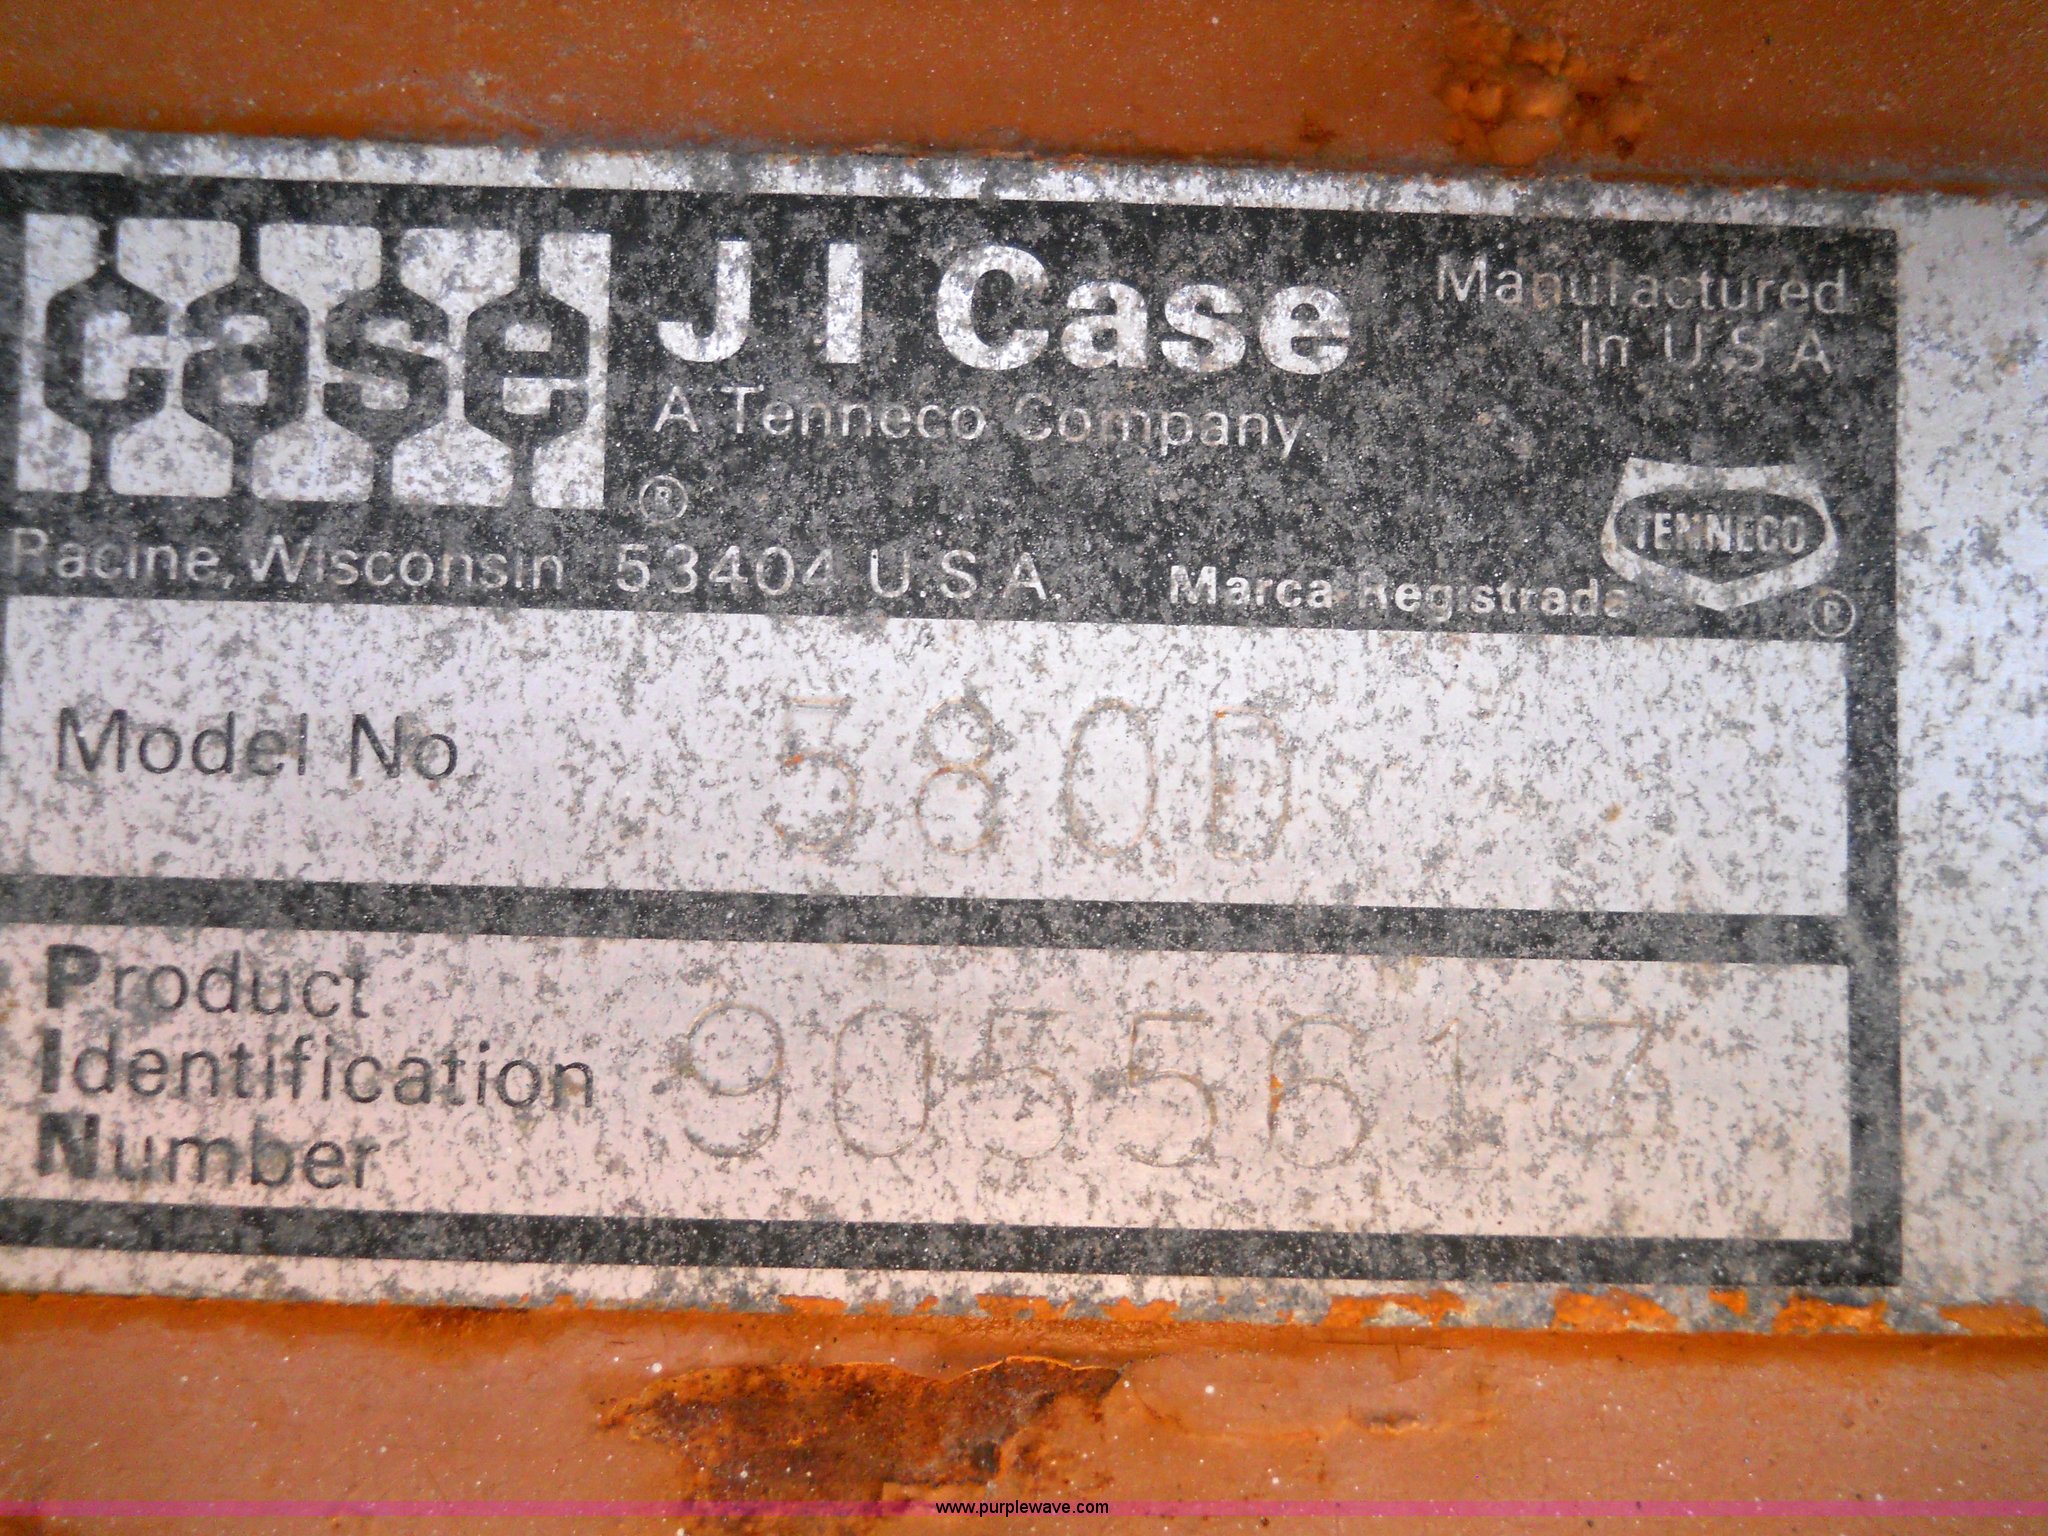 case
J I Case
Manufactured
In U.S.A.
A Tenneco Company
®
TENNECO
Racine, Wisconsin 53404 U.S.A.
Marca Registrada
®
Model No 580D
Product
Identification
Number
9055617
www.purplewave.com